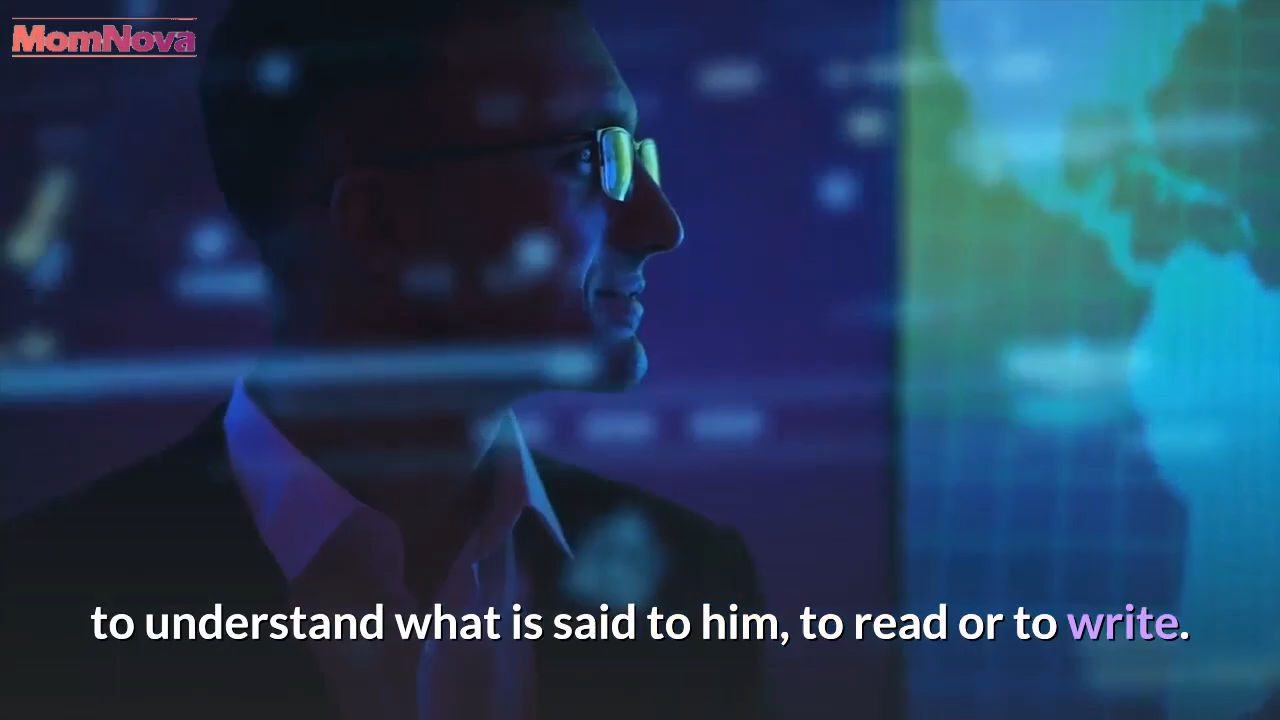 MomNova
to understand what is said to him, to read or to write.